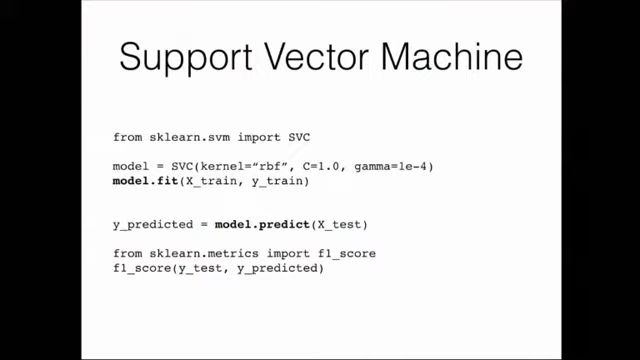 Support Vector Machine
from sklearn.svm import SVC
model = SVC(kernel=“rbf”, C=1.0, gamma=1e-4)
model.fit(X_train, y_train)
y_predicted = model.predict(X_test)
from sklearn.metrics import f1_score
f1_score(y_test, y_predicted)